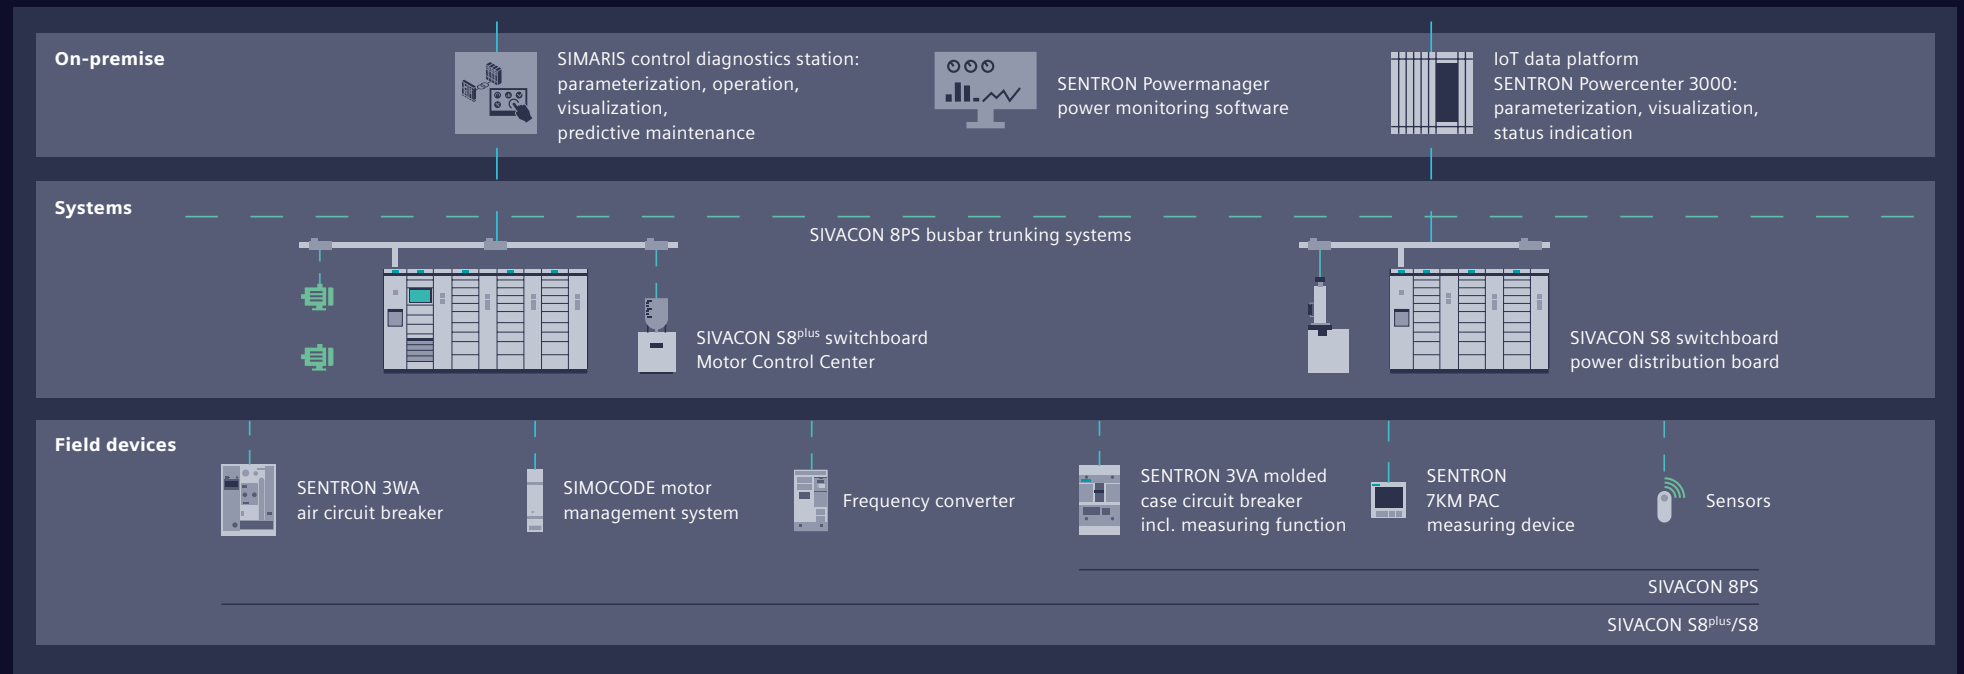 On-premise
SIMARIS control diagnostics station:
parameterization, operation,
visualization,
predictive maintenance
SENTRON Powermanager
power monitoring software
IoT data platform
SENTRON Powercenter 3000:
parameterization, visualization,
status indication
Systems
SIVACON 8PS busbar trunking systems
SIVACON S8plus switchboard
Motor Control Center
SIVACON S8 switchboard
power distribution board
Field devices
SENTRON 3WA
air circuit breaker
SIMOCODE motor
management system
Frequency converter
SENTRON 3VA molded
case circuit breaker
incl. measuring function
SENTRON
7KM PAC
measuring device
Sensors
SIVACON 8PS
SIVACON S8plus/S8